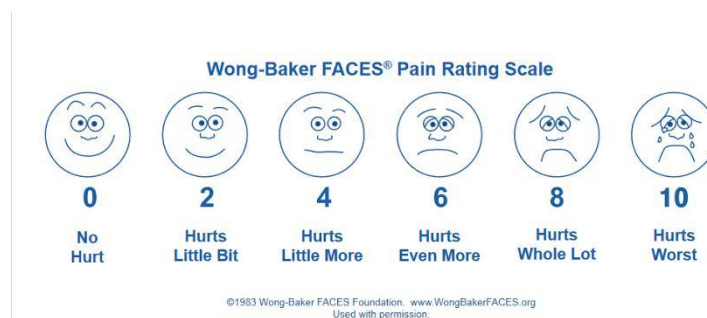 Wong-Baker FACES® Pain Rating Scale
0 2 4 6 8 10
No Hurts Hurts Hurts Hurts Hurts
Hurt Little Bit Little More Even More Whole Lot Worst
©1983 Wong-Baker FACES Foundation. www.WongBakerFACES.org
Used with permission.